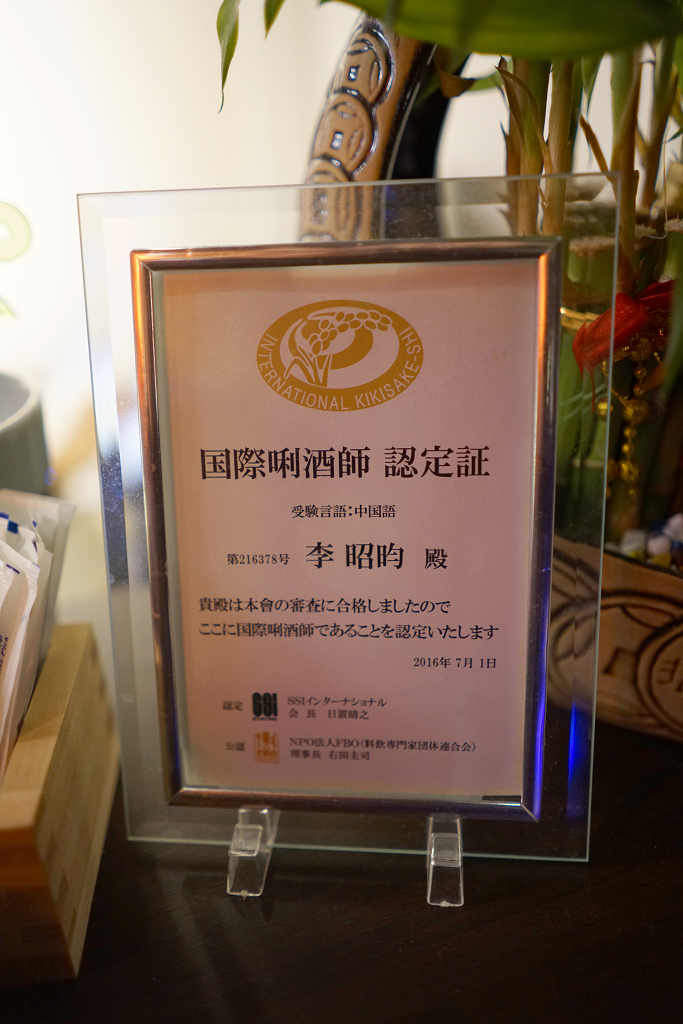 INTERNATIONAL KIKISAKE-SHI
国際唎酒師 認定証
受験言語:中国語
第216378号 李 昭昀 殿
貴殿は本會の審査に合格しましたので
ここに国際唎酒師であることを認定いたします
2016年 7月 1日
認定 SSI SSIインターナショナル
会 長 日置晴之
公認 FBO NPO法人FBO(料飲専門家団体連合会)
理事長 右田圭司